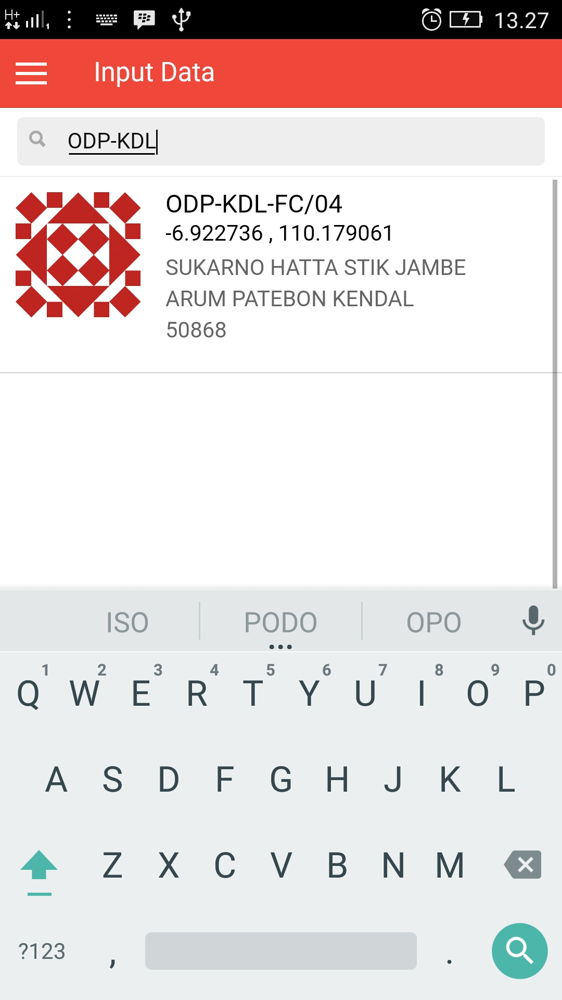 H+ 1 13.27
Input Data
ODP-KDL
ODP-KDL-FC/04
-6.922736 , 110.179061
SUKARNO HATTA STIK JAMBE
ARUM PATEBON KENDAL
50868
ISO PODO OPO
1 2 3 4 5 6 7 8 9 0
Q W E R T Y U I O P
A S D F G H J K L
Z X C V B N M
?123 , .